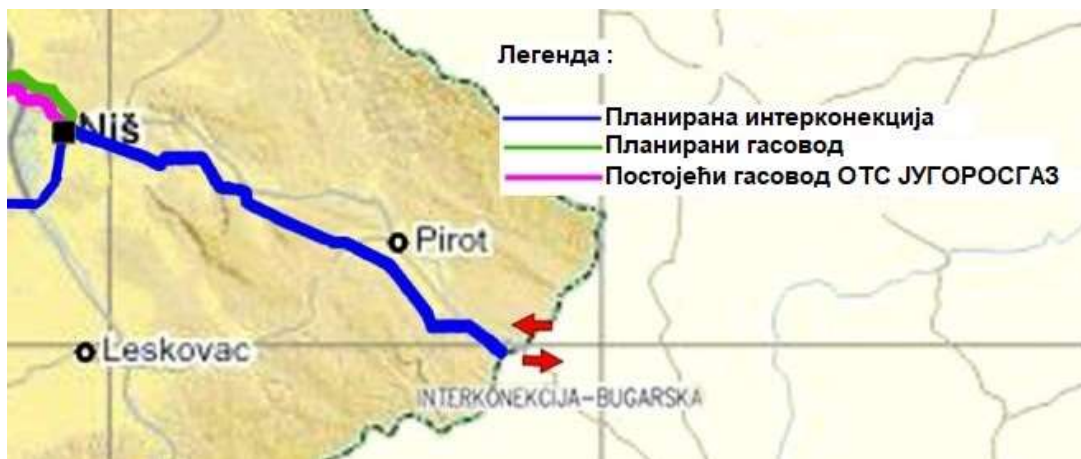 Легенда :
Планирана интерконекција
Планирани гасовод
Постојећи гасовод ОТС ЈУГОРОСГАЗ
Niš
Pirot
Leskovac
INTERKONEKCIJA-BUGARSKA